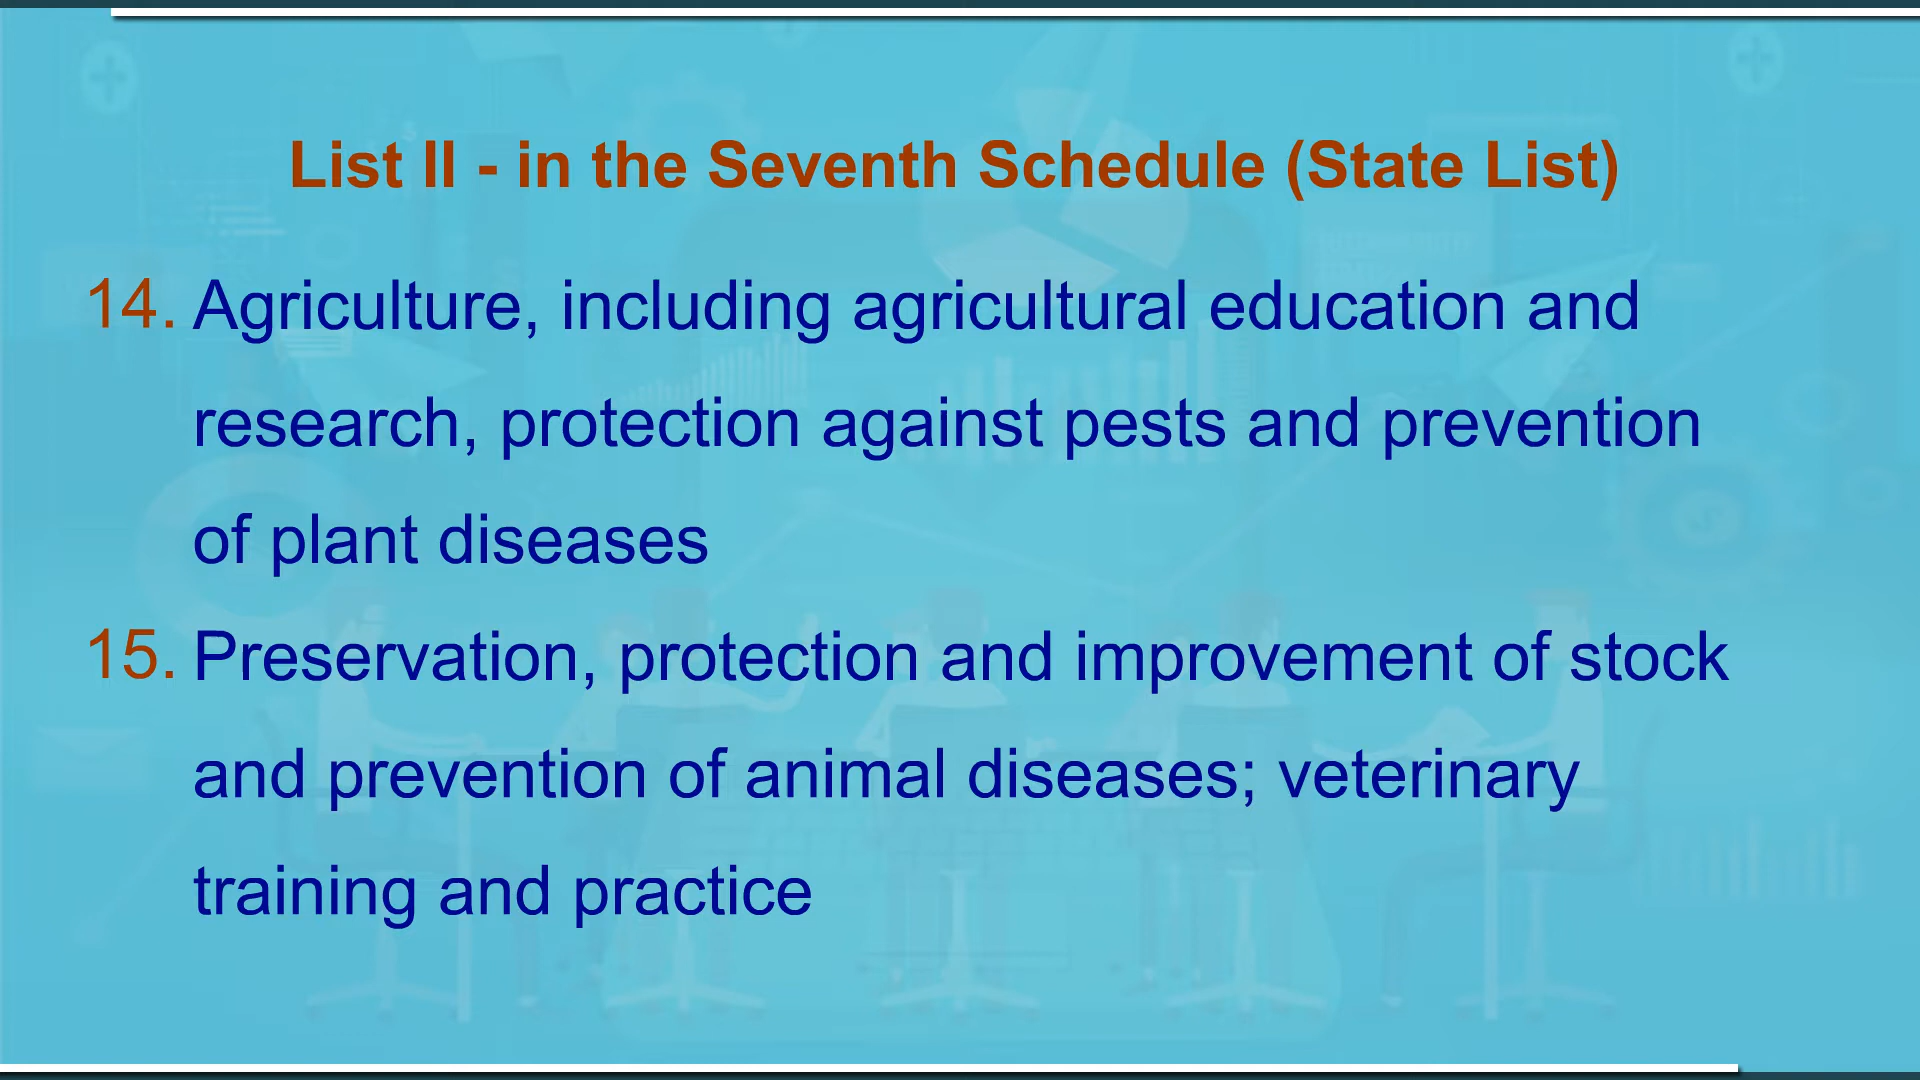 List II - in the Seventh Schedule (State List)
14. Agriculture, including agricultural education and
research, protection against pests and prevention
of plant diseases
15. Preservation, protection and improvement of stock
and prevention of animal diseases; veterinary
training and practice